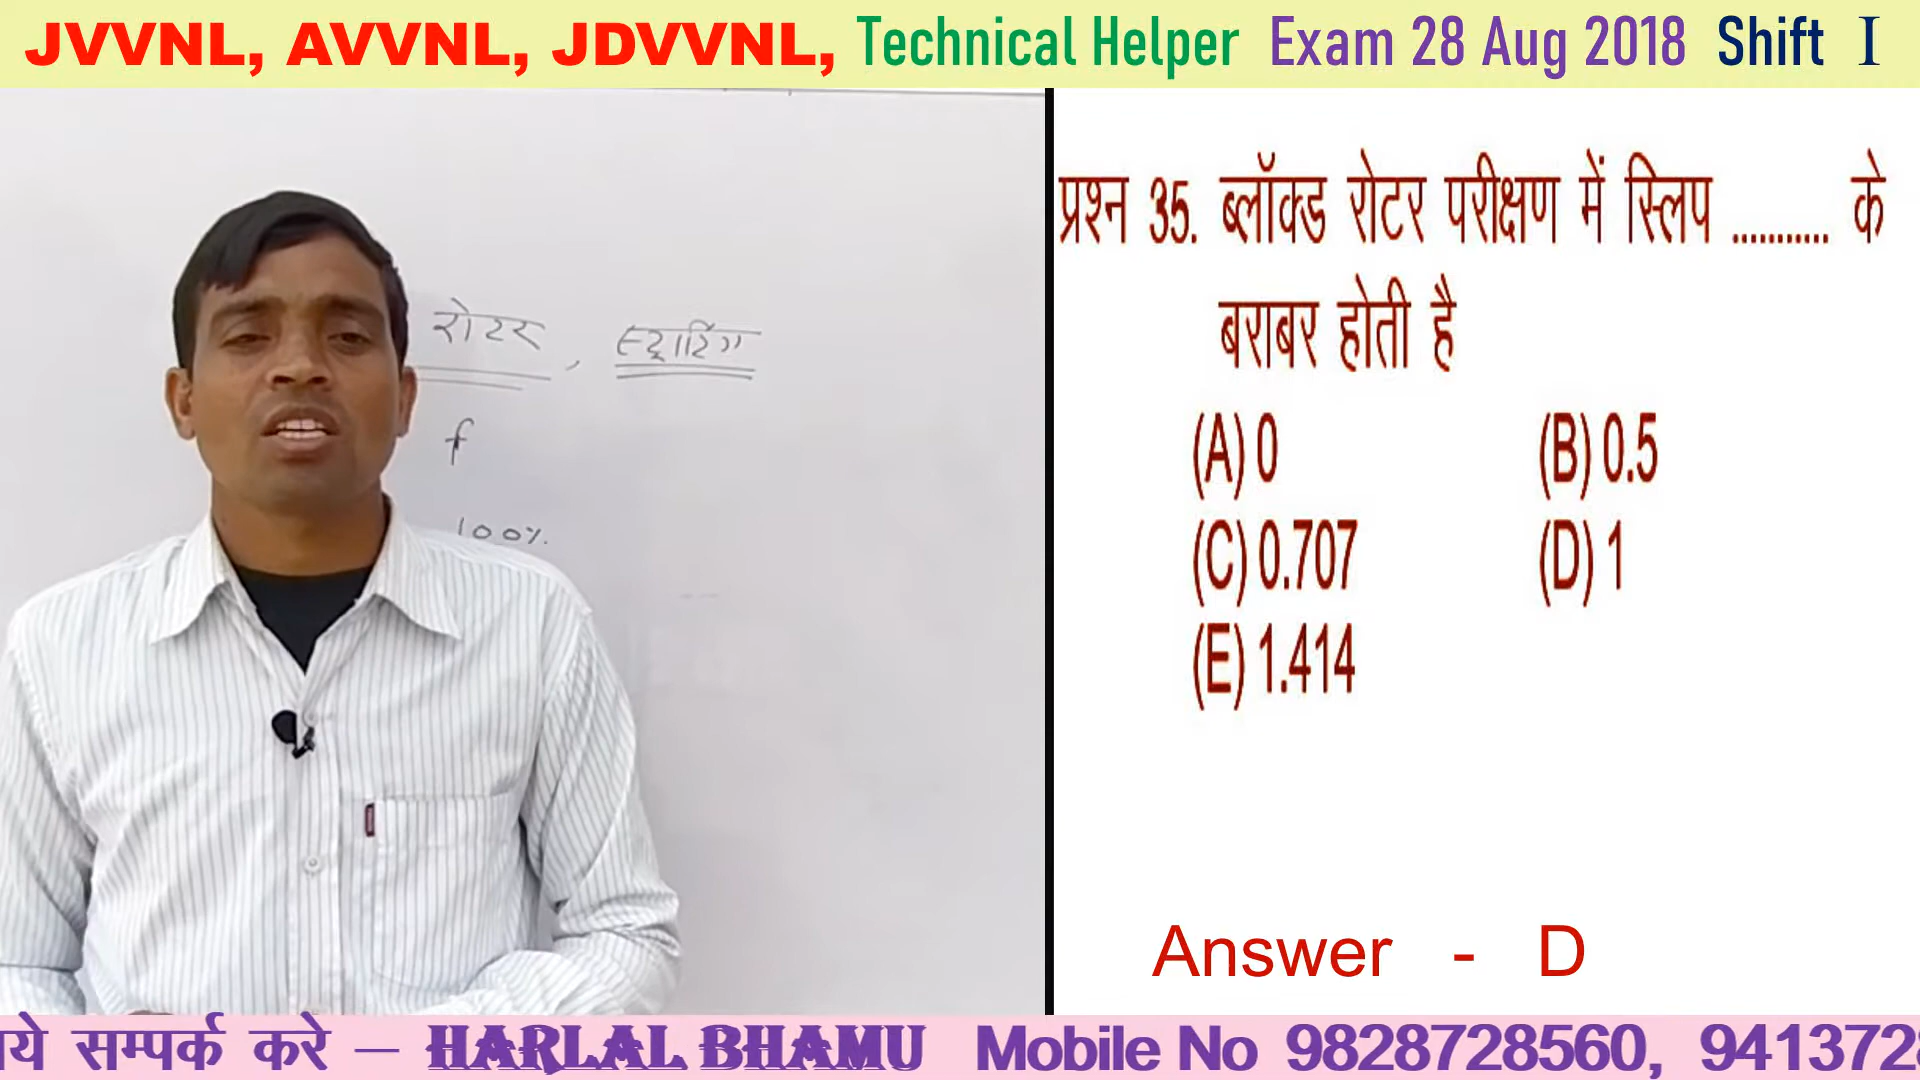 JVVNL, AVVNL, JDVVNL, Technical Helper Exam 28 Aug 2018 Shift I
रोटर , स्टार्टिंग
f
100%.
प्रश्न 35. ब्लॉक्ड रोटर परीक्षण में स्लिप ........... के
बराबर होती है
(A) 0 (B) 0.5
(C) 0.707 (D) 1
(E) 1.414
Answer - D
सम्पर्क करे – HARLAL BHAMU Mobile No 9828728560,